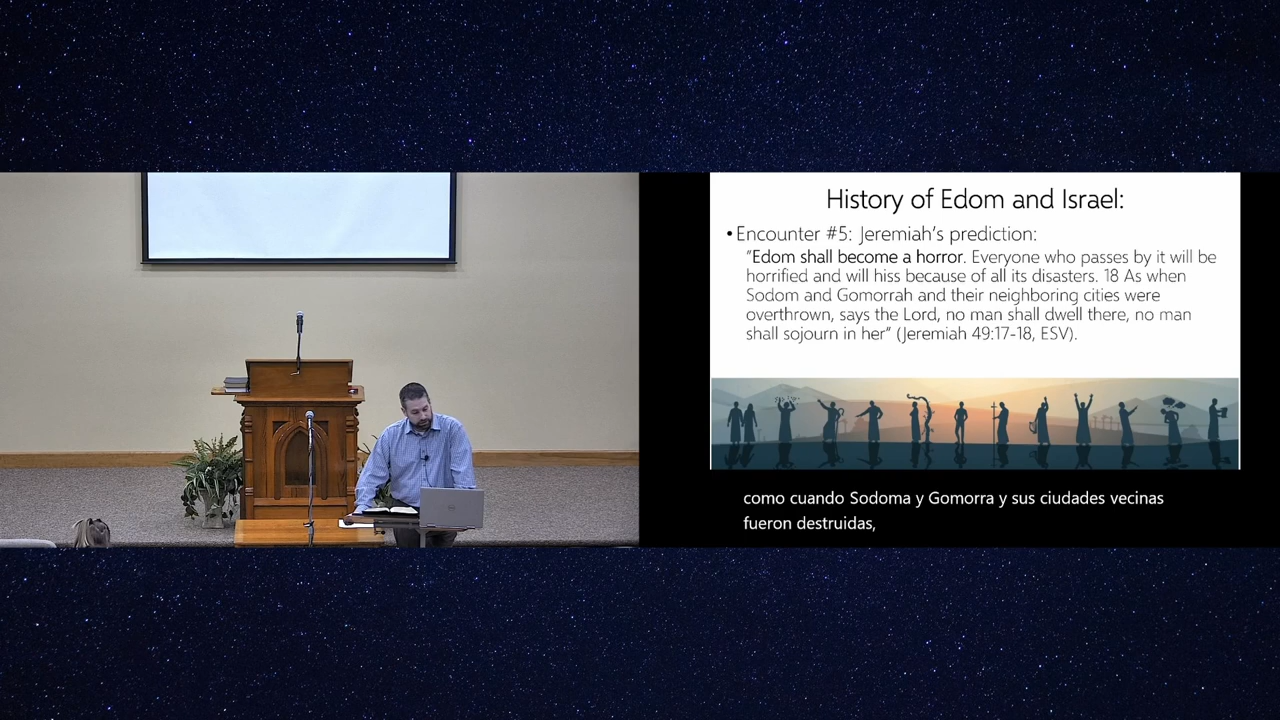 History of Edom and Israel:
•Encounter #5: Jeremiah's prediction:
"Edom shall become a horror. Everyone who passes by it will be
horrified and will hiss because of all its disasters. 18 As when
Sodom and Gomorrah and their neighboring cities were
overthrown, says the Lord, no man shall dwell there, no man
shall sojourn in her" (Jeremiah 49:17-18, ESV).
como cuando Sodoma y Gomorra y sus ciudades vecinas
fueron destruidas,